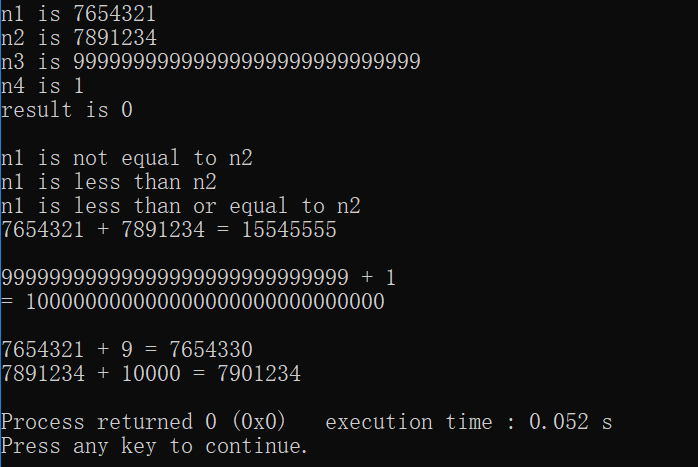 n1 is 7654321
n2 is 7891234
n3 is 99999999999999999999999999999
n4 is 1
result is 0
n1 is not equal to n2
n1 is less than n2
n1 is less than or equal to n2
7654321 + 7891234 = 15545555
99999999999999999999999999999 + 1
= 100000000000000000000000000000
7654321 + 9 = 7654330
7891234 + 10000 = 7901234
Process returned 0 (0x0)   execution time : 0.052 s
Press any key to continue.